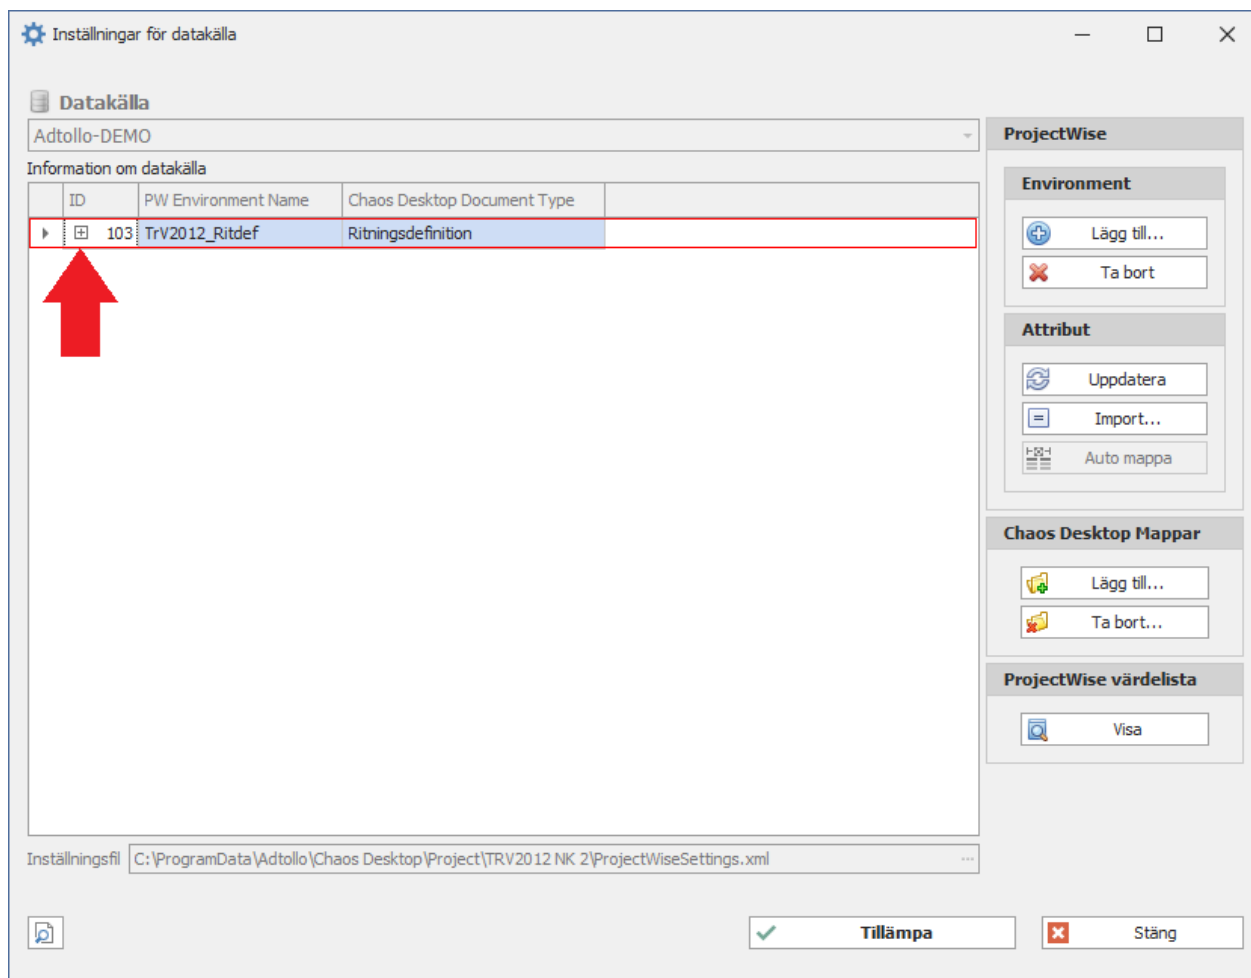 Inställningar för datakälla
Datakälla
Adtollo-DEMO
Information om datakälla
ID PW Environment Name Chaos Desktop Document Type
103 TrV2012_Ritdef Ritningsdefinition
ProjectWise
Environment
Lägg till...
Ta bort
Attribut
Uppdatera
Import...
Auto mappa
Chaos Desktop Mappar
Lägg till...
Ta bort...
ProjectWise värdelista
Visa
Inställningsfil C:\ProgramData\Adtollo\Chaos Desktop\Project\TRV2012 NK 2\ProjectWiseSettings.xml ...
Tillämpa Stäng